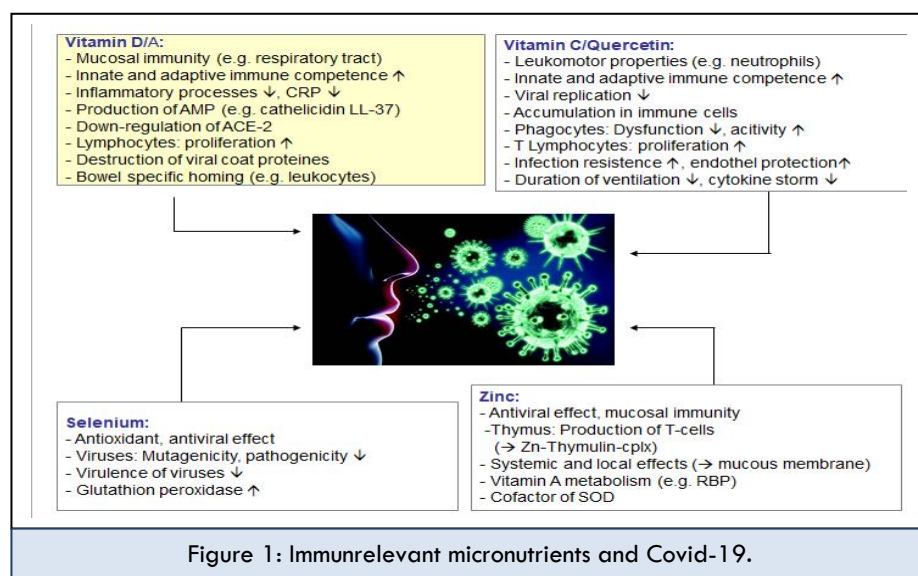 Vitamin D/A:
- Mucosal immunity (e.g. respiratory tract)
- Innate and adaptive immune competence ↑
- Inflammatory processes ↓, CRP ↓
- Production of AMP (e.g. cathelicidin LL-37)
- Down-regulation of ACE-2
- Lymphocytes: proliferation ↑
- Destruction of viral coat proteins
- Bowel specific homing (e.g. leukocytes)
Vitamin C/Quercetin:
- Leukomotor properties (e.g. neutrophils)
- Innate and adaptive immune competence ↑
- Viral replication ↓
- Accumulation in immune cells
- Phagocytes: Dysfunction ↓, acitivity ↑
- T Lymphocytes: proliferation ↑
- Infection resistence ↑, endothel protection↑
- Duration of ventilation ↓, cytokine storm ↓
Selenium:
- Antioxidant, antiviral effect
- Viruses: Mutagenicity, pathogenicity ↓
- Virulence of viruses ↓
- Glutathion peroxidase ↑
Zinc:
- Antiviral effect, mucosal immunity
-Thymus: Production of T-cells
(→ Zn-Thymulin-cplx)
- Systemic and local effects (→ mucous membrane)
- Vitamin A metabolism (e.g. RBP)
- Cofactor of SOD
Figure 1: Immunrelevant micronutrients and Covid-19.